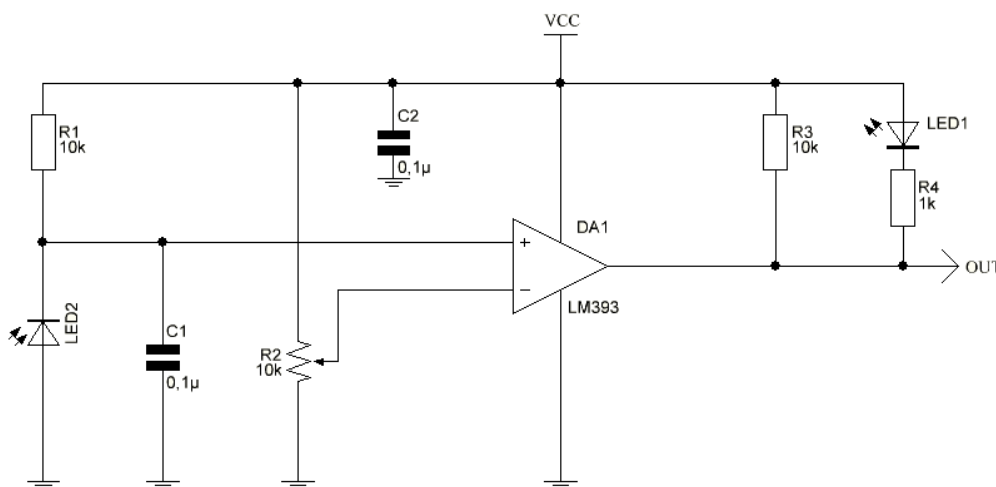 VCC
R1
10k
C2
0,1µ
R3
10k
LED1
R4
1k
DA1
+
−
LM393
OUT
LED2
C1
0,1µ
R2
10k